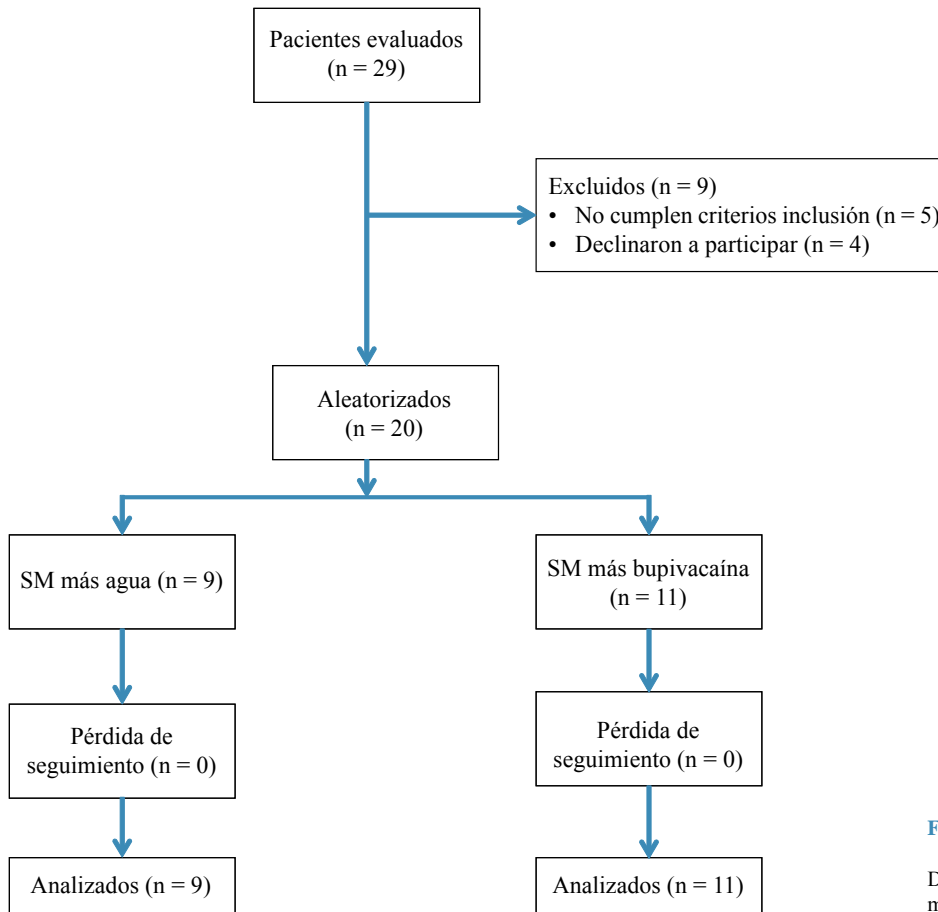 Pacientes evaluados
(n = 29)
Excluidos (n = 9)
• No cumplen criterios inclusión (n = 5)
• Declinaron a participar (n = 4)
Aleatorizados
(n = 20)
SM más agua (n = 9)
SM más bupivacaína
(n = 11)
Pérdida de
seguimiento (n = 0)
Pérdida de
seguimiento (n = 0)
Analizados (n = 9)
Analizados (n = 11)